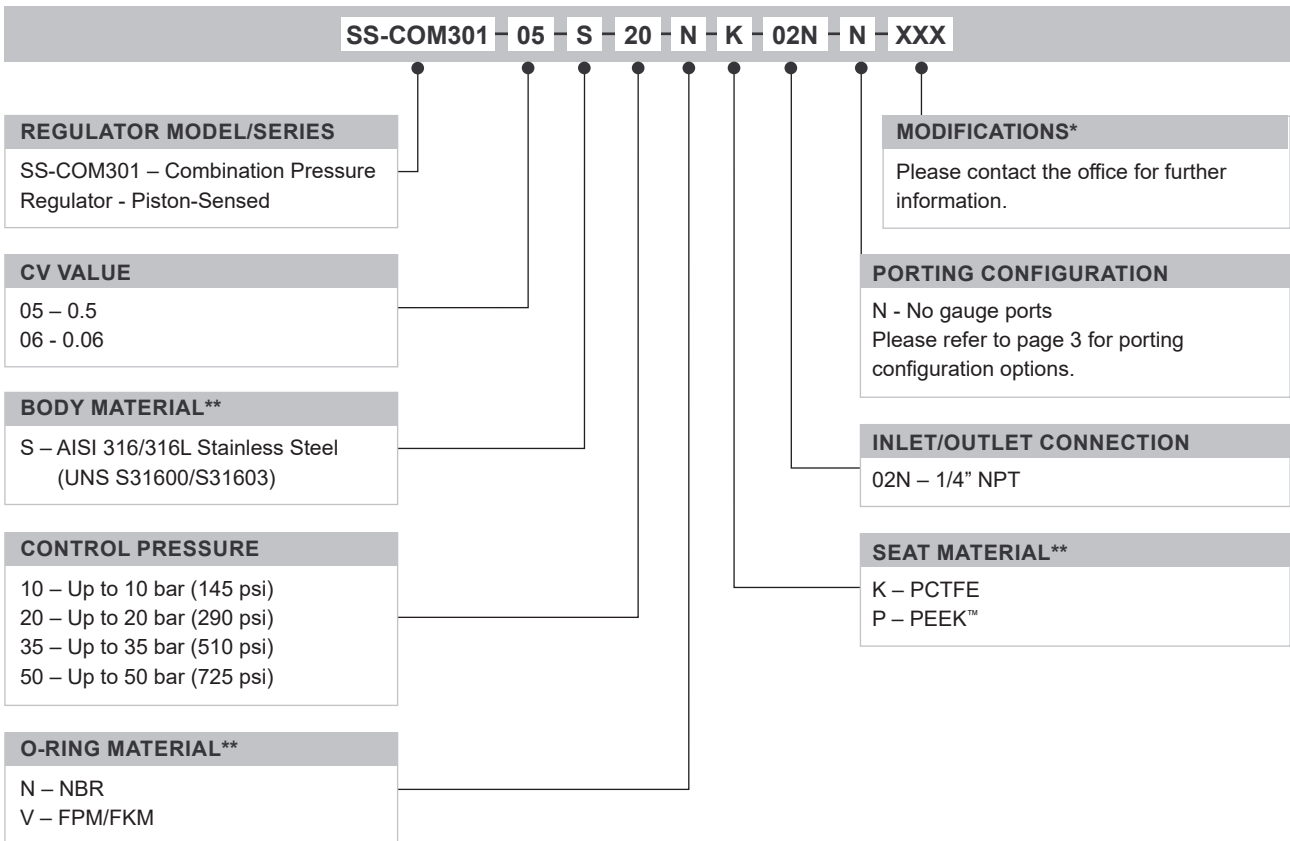 SS-COM301 05 S 20 N K 02N N XXX
REGULATOR MODEL/SERIES
SS-COM301 – Combination Pressure
Regulator - Piston-Sensed
CV VALUE
05 – 0.5
06 - 0.06
BODY MATERIAL**
S – AISI 316/316L Stainless Steel
(UNS S31600/S31603)
CONTROL PRESSURE
10 – Up to 10 bar (145 psi)
20 – Up to 20 bar (290 psi)
35 – Up to 35 bar (510 psi)
50 – Up to 50 bar (725 psi)
O-RING MATERIAL**
N – NBR
V – FPM/FKM
MODIFICATIONS*
Please contact the office for further
information.
PORTING CONFIGURATION
N - No gauge ports
Please refer to page 3 for porting
configuration options.
INLET/OUTLET CONNECTION
02N – 1/4” NPT
SEAT MATERIAL**
K – PCTFE
P – PEEK™